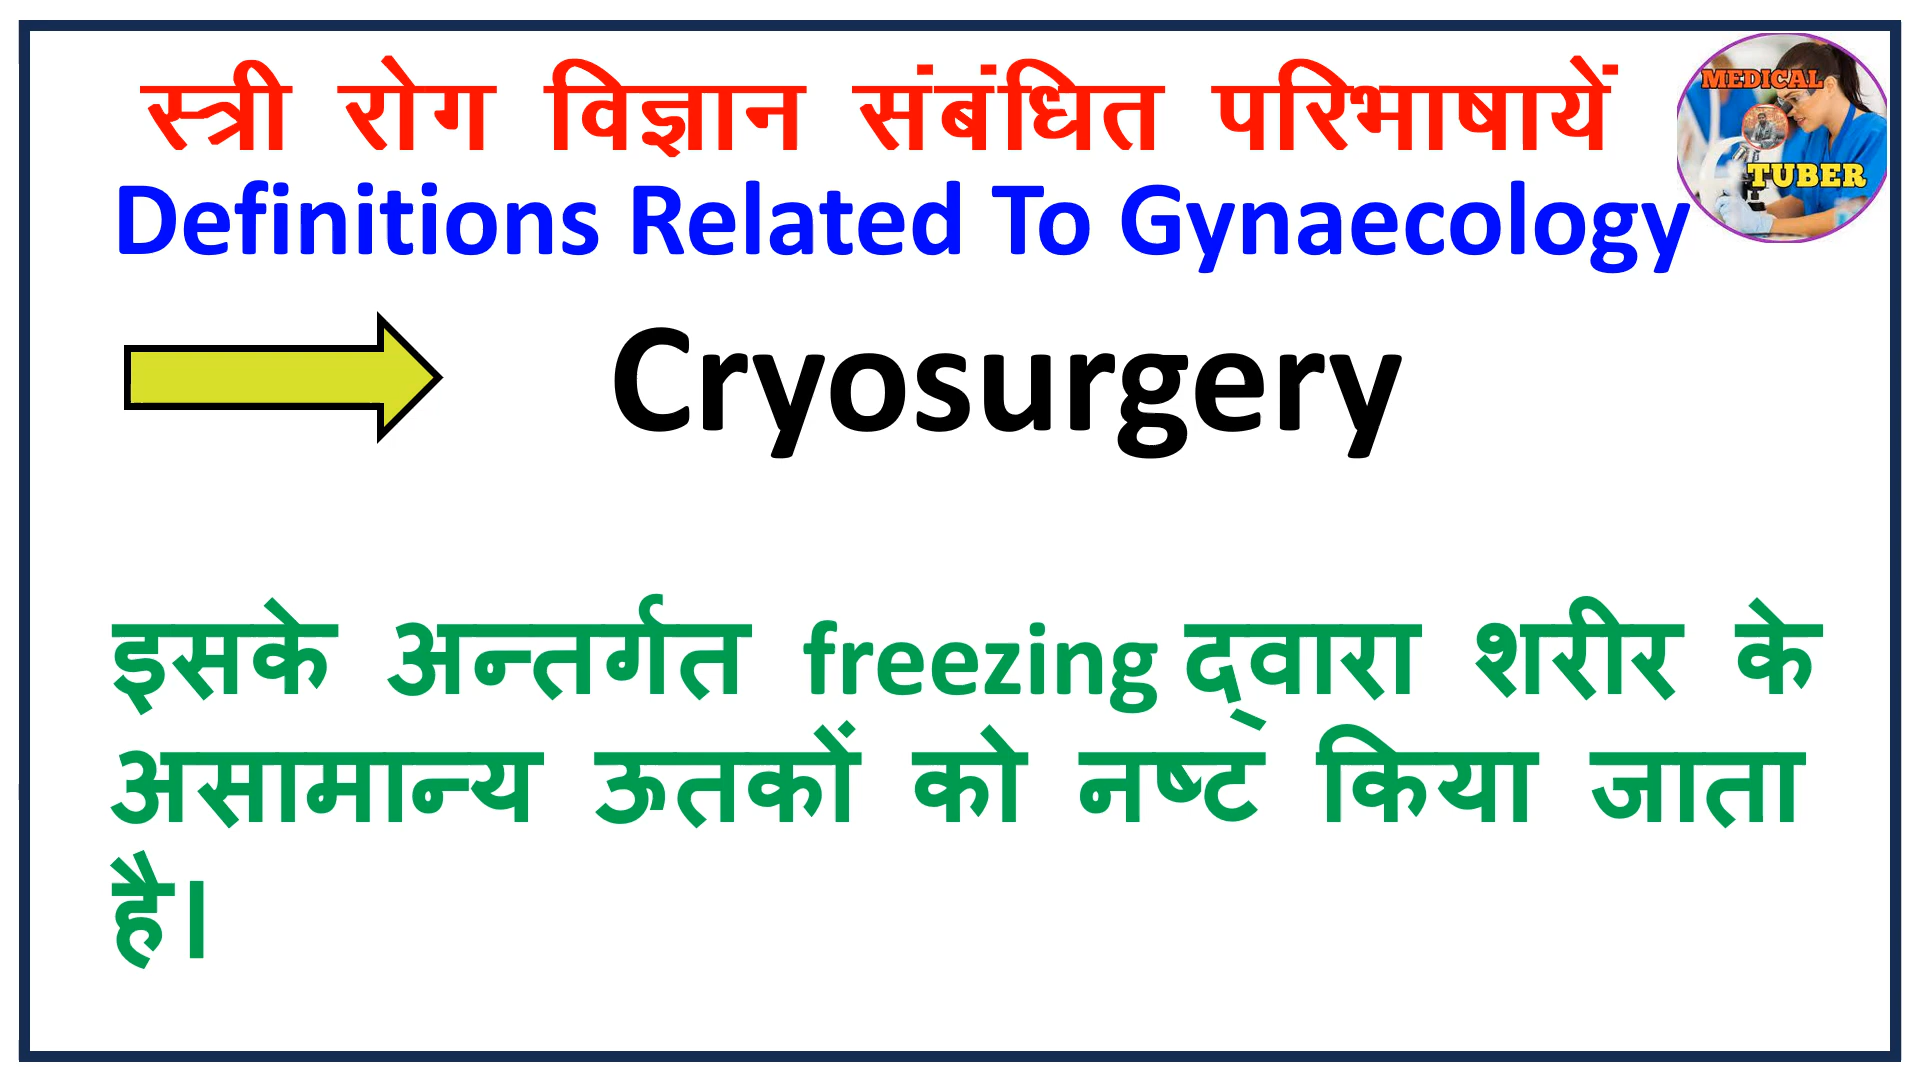 स्त्री रोग विज्ञान संबंधित परिभाषायें
MEDICAL
TUBER
Definitions Related To Gynaecology
Cryosurgery
इसके अन्तर्गत freezing द्वारा शरीर के
असामान्य ऊतकों को नष्ट किया जाता
है।